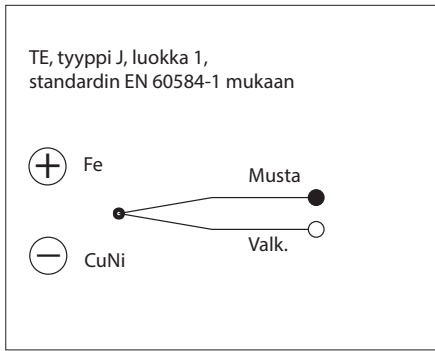 TE, tyyppi J, luokka 1,
standardin EN 60584-1 mukaan
+ Fe
Musta
Valk.
− CuNi